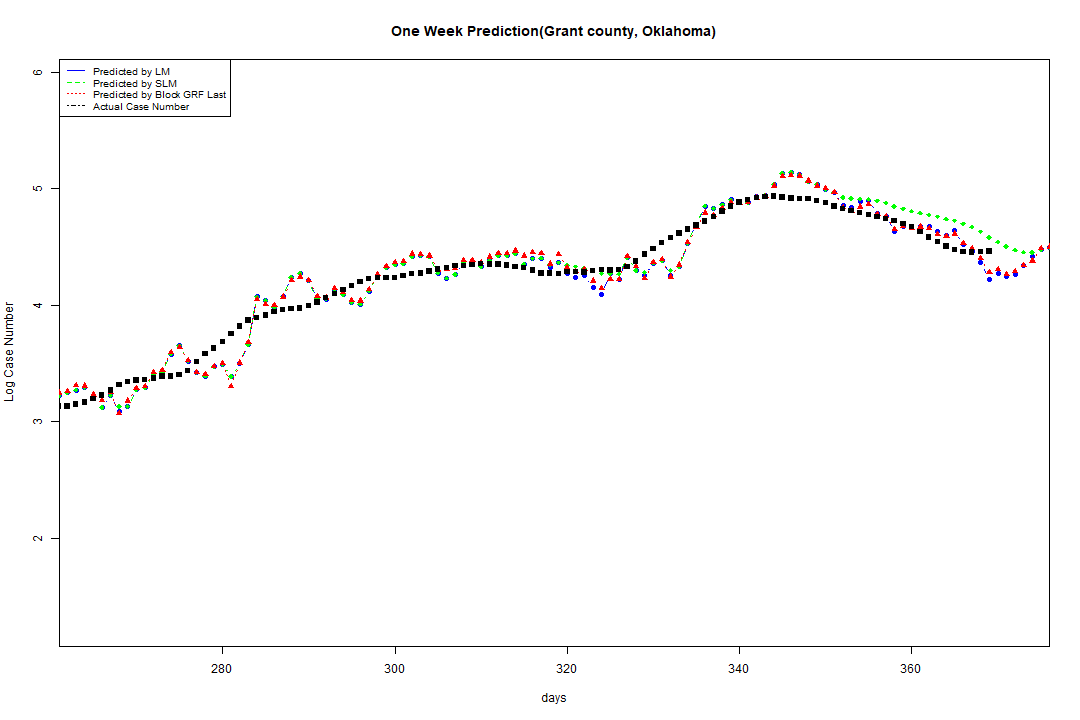 One Week Prediction(Grant county, Oklahoma)
Predicted by LM
Predicted by SLM
Predicted by Block GRF Last
Actual Case Number
6
5
4
3
2
Log Case Number
280 300 320 340 360
days